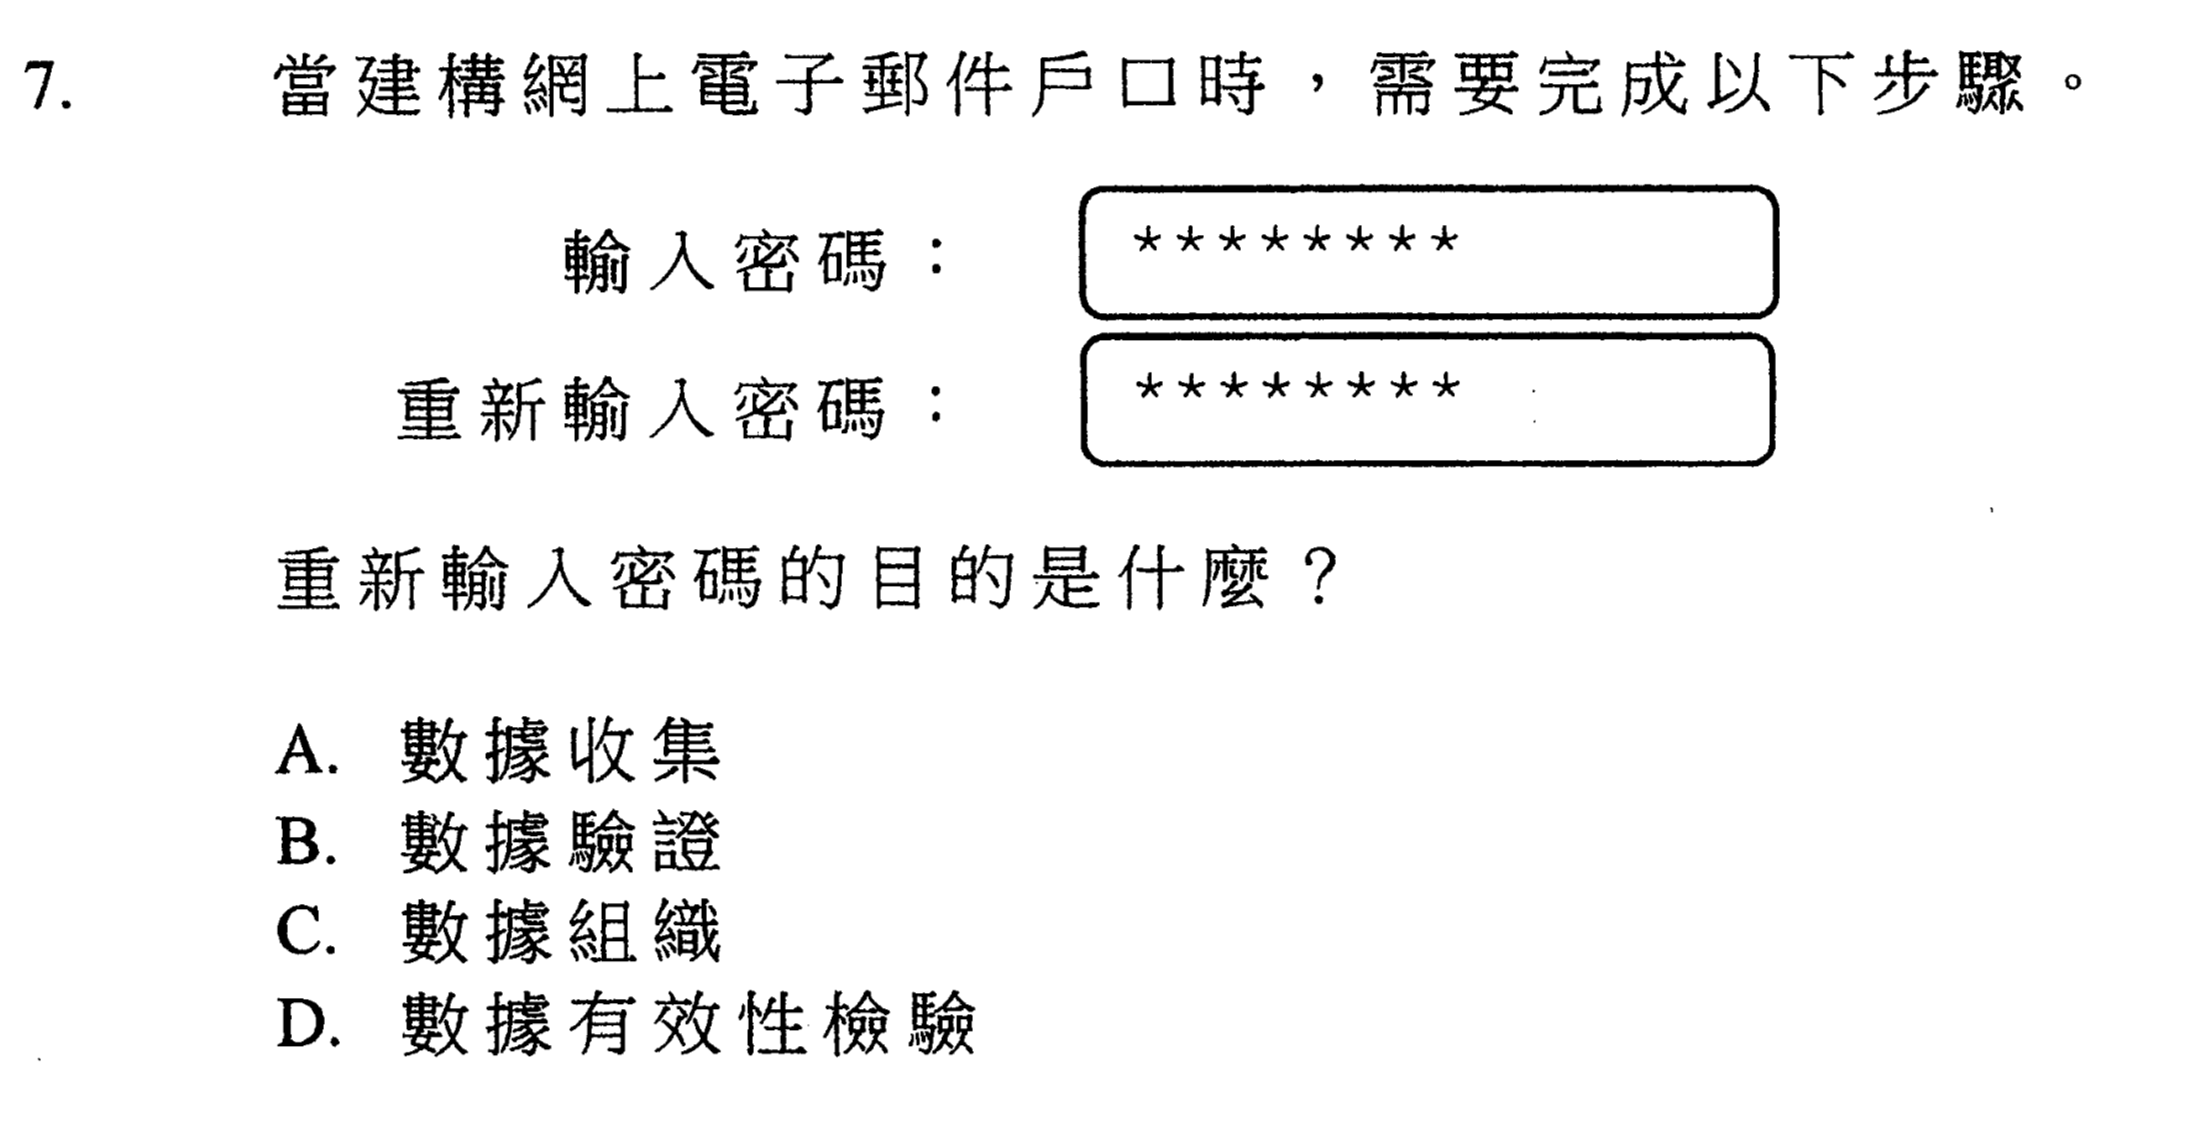 7. 當建構網上電子郵件戶口時，需要完成以下步驟。
輸入密碼： ********
重新輸入密碼： ********
重新輸入密碼的目的是什麼？
A. 數據收集
B. 數據驗證
C. 數據組織
D. 數據有效性檢驗